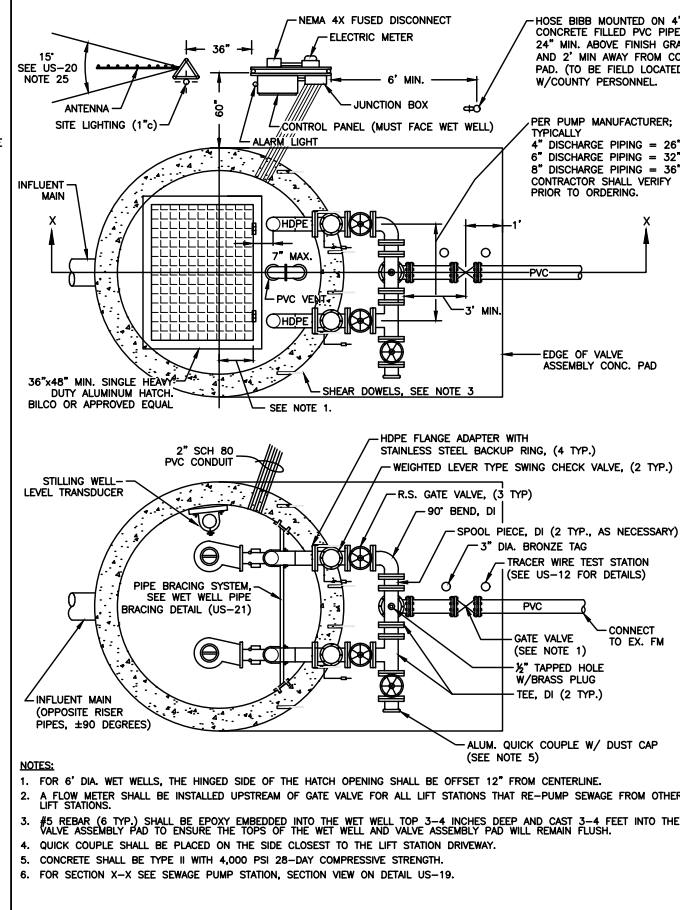 NEMA 4X FUSED DISCONNECT
ELECTRIC METER
HOSE BIBB MOUNTED ON 4"
CONCRETE FILLED PVC PIPE
24" MIN. ABOVE FINISH GRA
AND 2' MIN AWAY FROM CO
PAD. (TO BE FIELD LOCATED
W/COUNTY PERSONNEL.
15°
SEE US-20
NOTE 25
36"
6' MIN.
ANTENNA
SITE LIGHTING (1"c)
60"
JUNCTION BOX
CONTROL PANEL (MUST FACE WET WELL)
ALARM LIGHT
PER PUMP MANUFACTURER;
TYPICALLY
4" DISCHARGE PIPING = 26"
6" DISCHARGE PIPING = 32"
8" DISCHARGE PIPING = 36"
CONTRACTOR SHALL VERIFY
PRIOR TO ORDERING.
INFLUENT
MAIN
X
X
HDPE
1'
7" MAX.
PVC VENT
PVC
HDPE
3' MIN.
EDGE OF VALVE
ASSEMBLY CONC. PAD
36"x48" MIN. SINGLE HEAVY
DUTY ALUMINUM HATCH.
BILCO OR APPROVED EQUAL
SHEAR DOWELS, SEE NOTE 3
SEE NOTE 1.
2" SCH 80
PVC CONDUIT
HDPE FLANGE ADAPTER WITH
STAINLESS STEEL BACKUP RING, (4 TYP.)
WEIGHTED LEVER TYPE SWING CHECK VALVE, (2 TYP.)
STILLING WELL
LEVEL TRANSDUCER
R.S. GATE VALVE, (3 TYP)
90° BEND, DI
SPOOL PIECE, DI (2 TYP., AS NECESSARY)
3" DIA. BRONZE TAG
TRACER WIRE TEST STATION
(SEE US-12 FOR DETAILS)
PIPE BRACING SYSTEM,
SEE WET WELL PIPE
BRACING DETAIL (US-21)
PVC
GATE VALVE
(SEE NOTE 1)
CONNECT
TO EX. FM
½" TAPPED HOLE
W/BRASS PLUG
TEE, DI (2 TYP.)
INFLUENT MAIN
(OPPOSITE RISER
PIPES, ±90 DEGREES)
ALUM. QUICK COUPLE W/ DUST CAP
(SEE NOTE 5)
NOTES:
1. FOR 6' DIA. WET WELLS, THE HINGED SIDE OF THE HATCH OPENING SHALL BE OFFSET 12" FROM CENTERLINE.
2. A FLOW METER SHALL BE INSTALLED UPSTREAM OF GATE VALVE FOR ALL LIFT STATIONS THAT RE-PUMP SEWAGE FROM OTHER
LIFT STATIONS.
3. #5 REBAR (6 TYP.) SHALL BE EPOXY EMBEDDED INTO THE WET WELL TOP 3-4 INCHES DEEP AND CAST 3-4 FEET INTO THE
VALVE ASSEMBLY PAD TO ENSURE THE TOPS OF THE WET WELL AND VALVE ASSEMBLY PAD WILL REMAIN FLUSH.
4. QUICK COUPLE SHALL BE PLACED ON THE SIDE CLOSEST TO THE LIFT STATION DRIVEWAY.
5. CONCRETE SHALL BE TYPE II WITH 4,000 PSI 28-DAY COMPRESSIVE STRENGTH.
6. FOR SECTION X-X SEE SEWAGE PUMP STATION, SECTION VIEW ON DETAIL US-19.